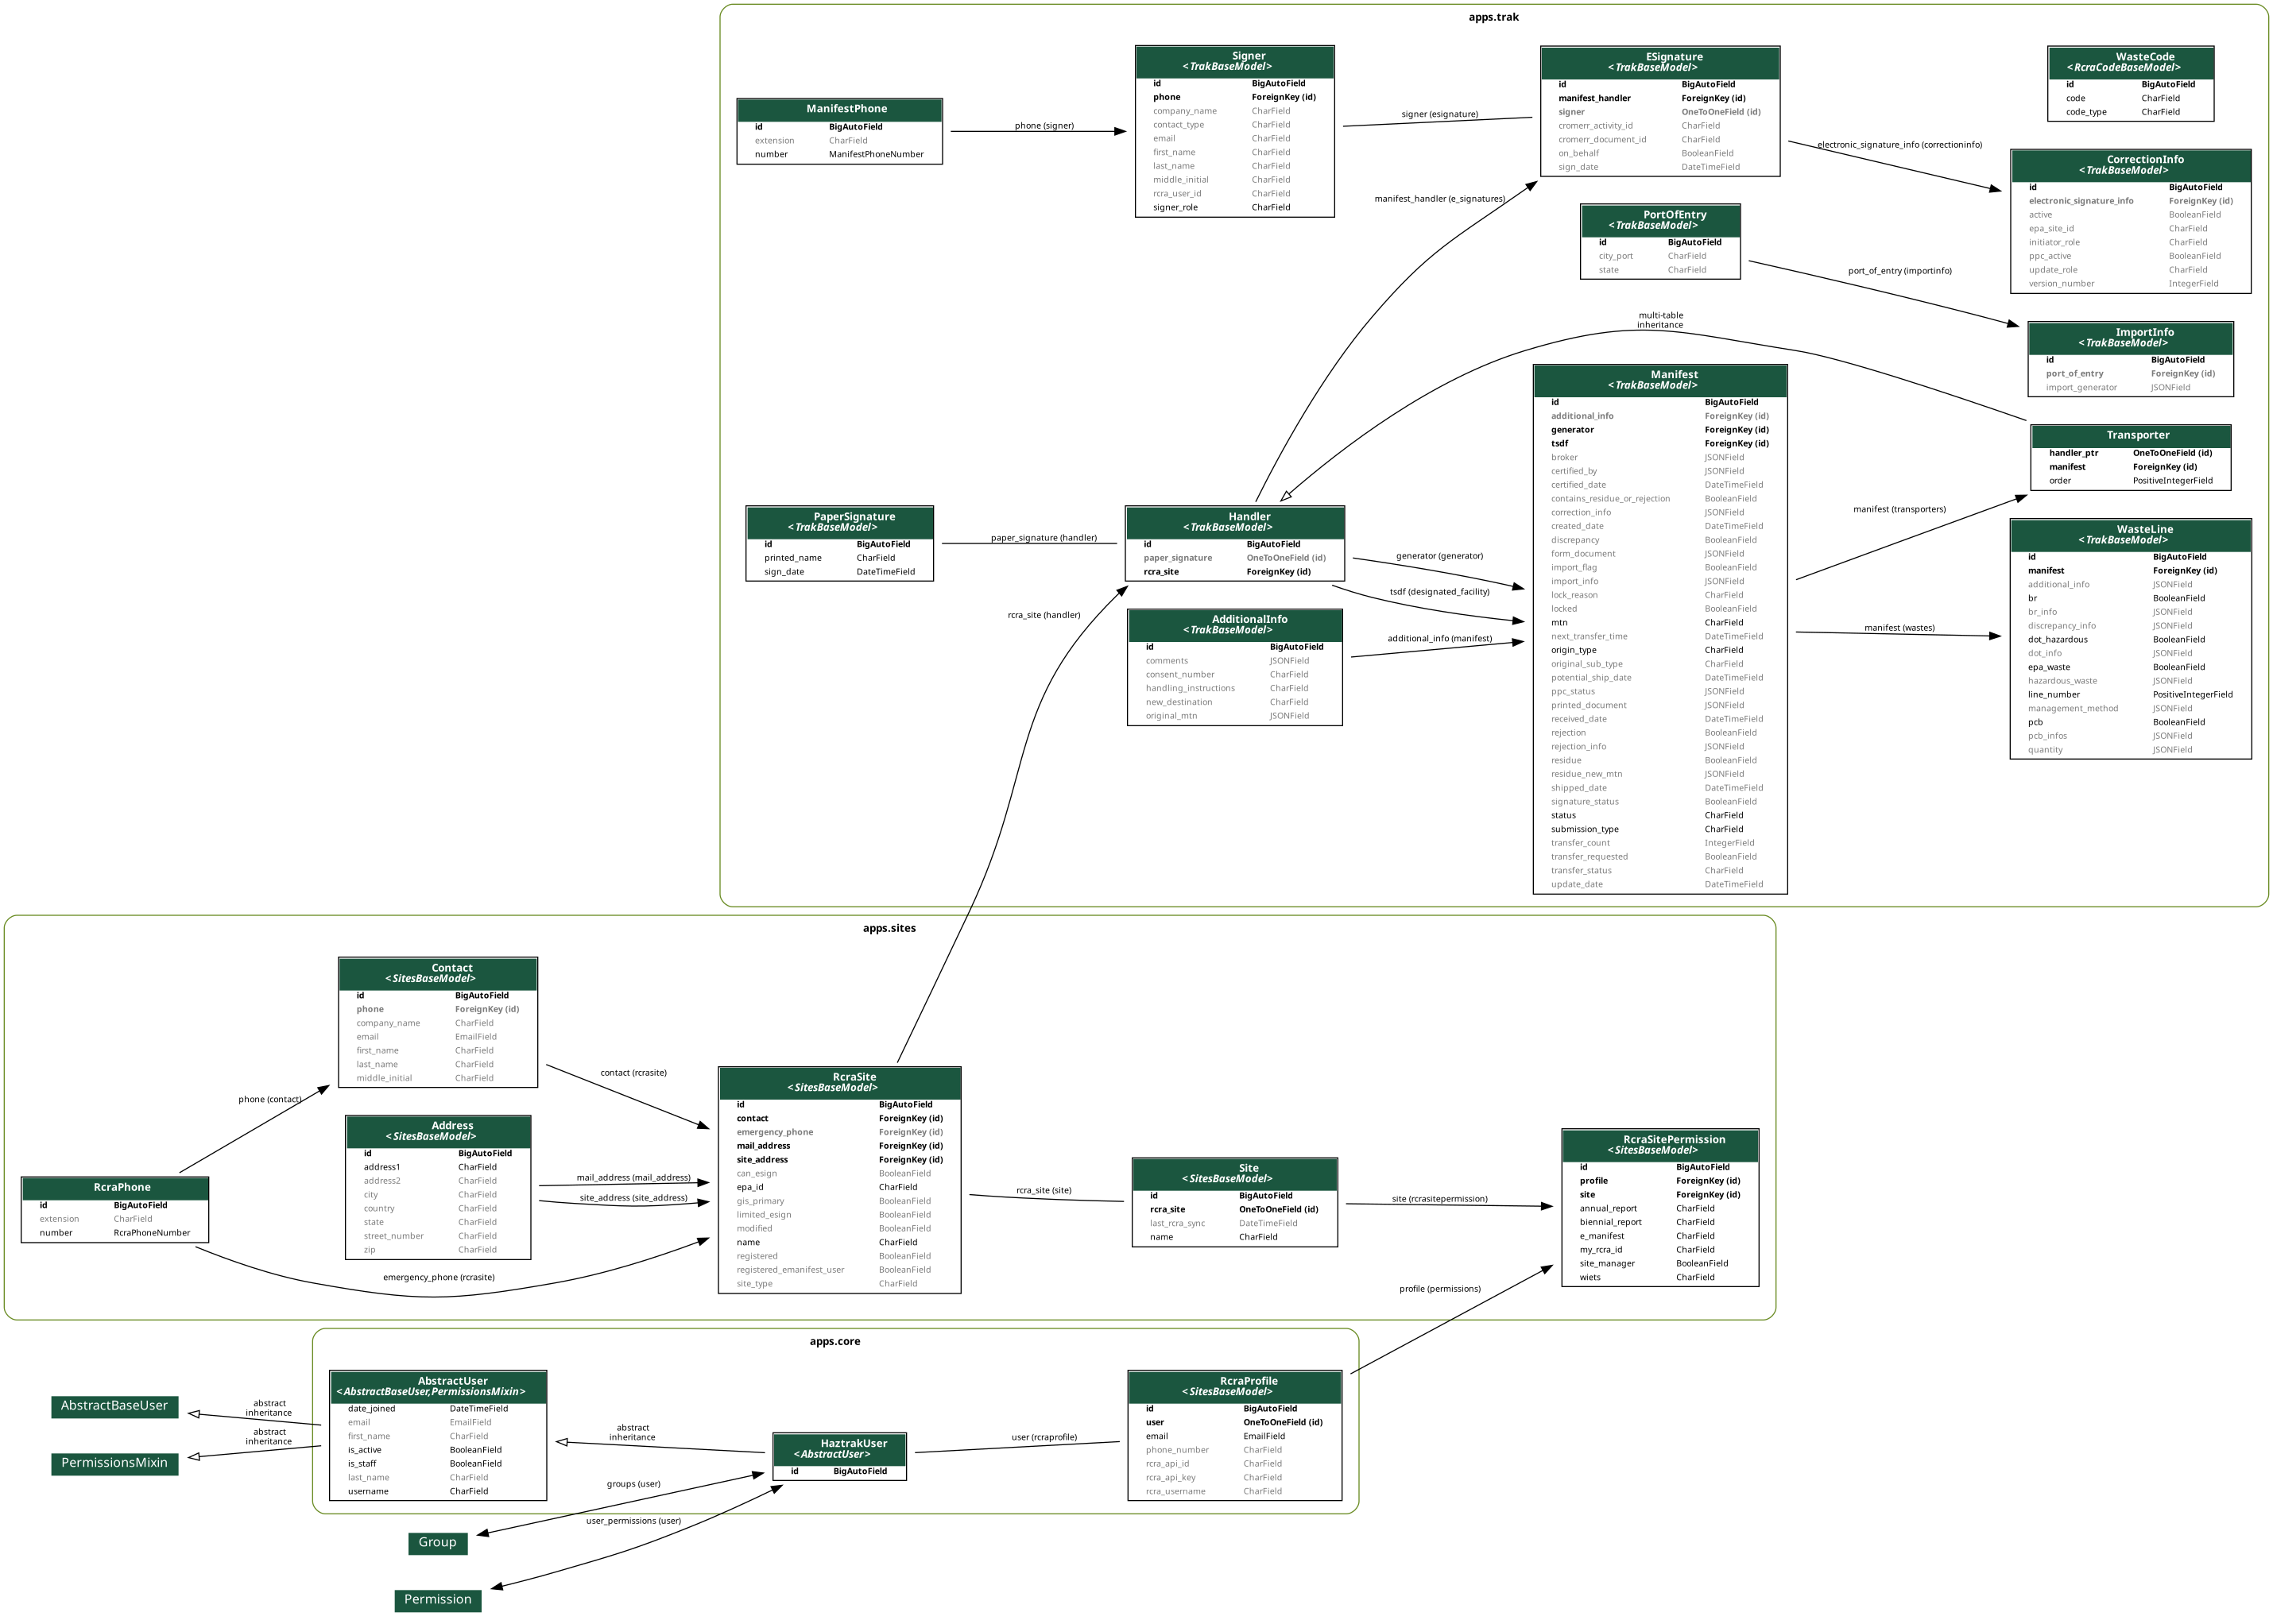 apps.trak
ManifestPhone
id BigAutoField
extension CharField
number ManifestPhoneNumber
phone (signer)
Signer
<TrakBaseModel>
id BigAutoField
phone ForeignKey (id)
company_name CharField
contact_type CharField
email CharField
first_name CharField
last_name CharField
middle_initial CharField
rcra_user_id CharField
signer_role CharField
signer (esignature)
ESignature
<TrakBaseModel>
id BigAutoField
manifest_handler ForeignKey (id)
signer OneToOneField (id)
cromerr_activity_id CharField
cromerr_document_id CharField
on_behalf BooleanField
sign_date DateTimeField
WasteCode
<RcraCodeBaseModel>
id BigAutoField
code CharField
code_type CharField
electronic_signature_info (correctioninfo)
CorrectionInfo
<TrakBaseModel>
id BigAutoField
electronic_signature_info ForeignKey (id)
active BooleanField
epa_site_id CharField
initiator_role CharField
ppc_active BooleanField
update_role CharField
version_number IntegerField
manifest_handler (e_signatures)
PortOfEntry
<TrakBaseModel>
id BigAutoField
city_port CharField
state CharField
port_of_entry (importinfo)
ImportInfo
<TrakBaseModel>
id BigAutoField
port_of_entry ForeignKey (id)
import_generator JSONField
multi-table
inheritance
Transporter
handler_ptr OneToOneField (id)
manifest ForeignKey (id)
order PositiveIntegerField
Manifest
<TrakBaseModel>
id BigAutoField
additional_info ForeignKey (id)
generator ForeignKey (id)
tsdf ForeignKey (id)
broker JSONField
certified_by JSONField
certified_date DateTimeField
contains_residue_or_rejection BooleanField
correction_info JSONField
created_date DateTimeField
discrepancy BooleanField
form_document JSONField
import_flag BooleanField
import_info JSONField
lock_reason CharField
locked BooleanField
mtn CharField
next_transfer_time DateTimeField
origin_type CharField
original_sub_type CharField
potential_ship_date DateTimeField
ppc_status JSONField
printed_document JSONField
received_date DateTimeField
rejection BooleanField
rejection_info JSONField
residue BooleanField
residue_new_mtn JSONField
shipped_date DateTimeField
signature_status BooleanField
status CharField
submission_type CharField
transfer_count IntegerField
transfer_requested BooleanField
transfer_status CharField
update_date DateTimeField
PaperSignature
<TrakBaseModel>
id BigAutoField
printed_name CharField
sign_date DateTimeField
paper_signature (handler)
Handler
<TrakBaseModel>
id BigAutoField
paper_signature OneToOneField (id)
rcra_site ForeignKey (id)
generator (generator)
tsdf (designated_facility)
rcra_site (handler)
AdditionalInfo
<TrakBaseModel>
id BigAutoField
comments JSONField
consent_number CharField
handling_instructions CharField
new_destination CharField
original_mtn JSONField
additional_info (manifest)
manifest (transporters)
manifest (wastes)
WasteLine
<TrakBaseModel>
id BigAutoField
manifest ForeignKey (id)
additional_info JSONField
br BooleanField
br_info JSONField
discrepancy_info JSONField
dot_hazardous BooleanField
dot_info JSONField
epa_waste BooleanField
hazardous_waste JSONField
line_number PositiveIntegerField
management_method JSONField
pcb BooleanField
pcb_infos JSONField
quantity JSONField
apps.sites
Contact
<SitesBaseModel>
id BigAutoField
phone ForeignKey (id)
company_name CharField
email EmailField
first_name CharField
last_name CharField
middle_initial CharField
phone (contact)
contact (rcrasite)
Address
<SitesBaseModel>
id BigAutoField
address1 CharField
address2 CharField
city CharField
country CharField
state CharField
street_number CharField
zip CharField
RcraPhone
id BigAutoField
extension CharField
number RcraPhoneNumber
mail_address (mail_address)
site_address (site_address)
emergency_phone (rcrasite)
RcraSite
<SitesBaseModel>
id BigAutoField
contact ForeignKey (id)
emergency_phone ForeignKey (id)
mail_address ForeignKey (id)
site_address ForeignKey (id)
can_esign BooleanField
epa_id CharField
gis_primary BooleanField
limited_esign BooleanField
modified BooleanField
name CharField
registered BooleanField
registered_emanifest_user BooleanField
site_type CharField
rcra_site (site)
Site
<SitesBaseModel>
id BigAutoField
rcra_site OneToOneField (id)
last_rcra_sync DateTimeField
name CharField
site (rcrasitepermission)
RcraSitePermission
<SitesBaseModel>
id BigAutoField
profile ForeignKey (id)
site ForeignKey (id)
annual_report CharField
biennial_report CharField
e_manifest CharField
my_rcra_id CharField
site_manager BooleanField
wiets CharField
profile (permissions)
apps.core
AbstractBaseUser
PermissionsMixin
abstract
inheritance
abstract
inheritance
AbstractUser
<AbstractBaseUser,PermissionsMixin>
date_joined DateTimeField
email EmailField
first_name CharField
is_active BooleanField
is_staff BooleanField
last_name CharField
username CharField
abstract
inheritance
HaztrakUser
<AbstractUser>
id BigAutoField
user (rcraprofile)
RcraProfile
<SitesBaseModel>
id BigAutoField
user OneToOneField (id)
email EmailField
phone_number CharField
rcra_api_id CharField
rcra_api_key CharField
rcra_username CharField
groups (user)
user_permissions (user)
Group
Permission